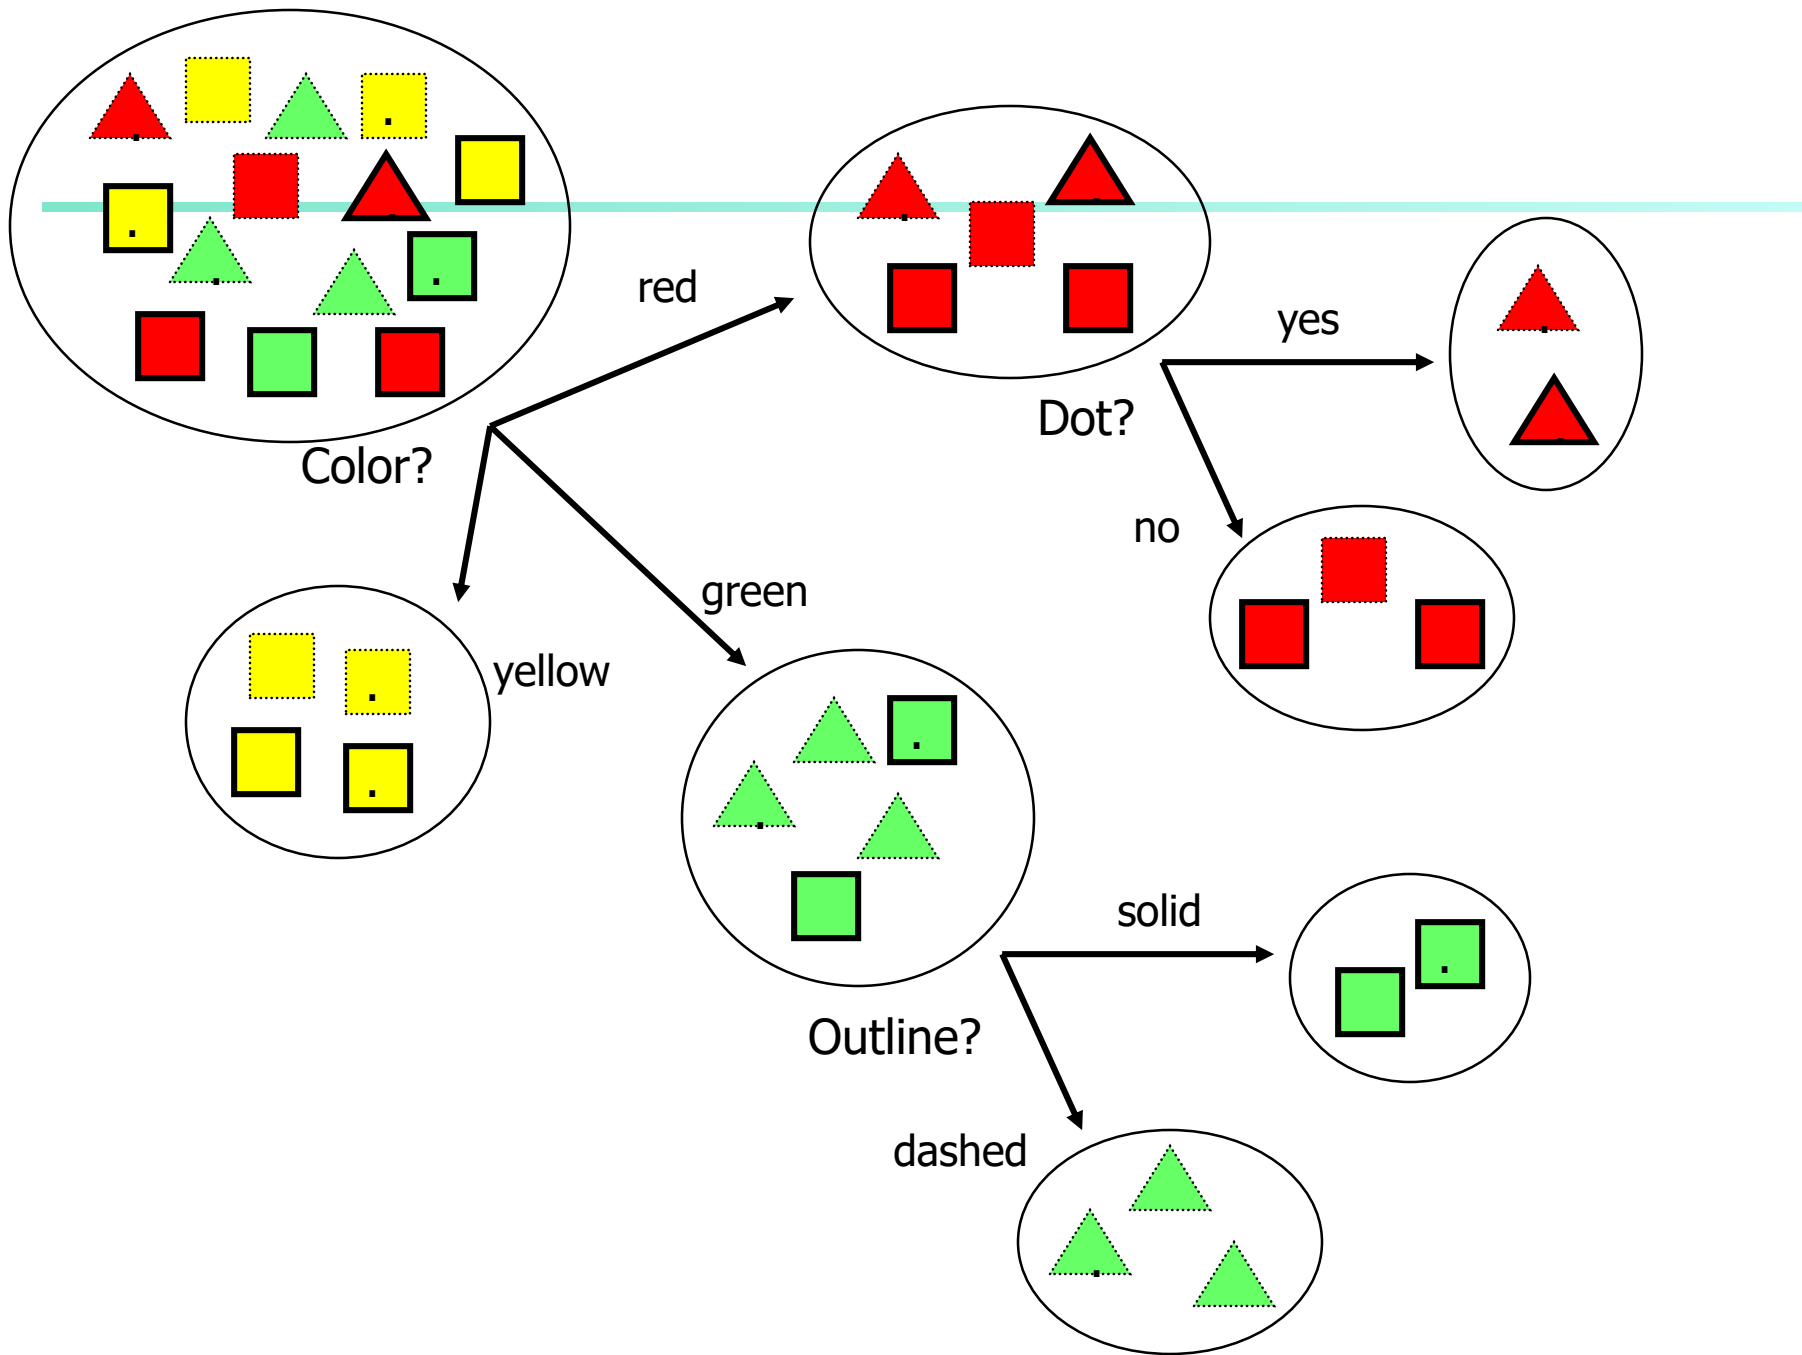 red
yes
Dot?
Color?
no
green
yellow
solid
Outline?
dashed